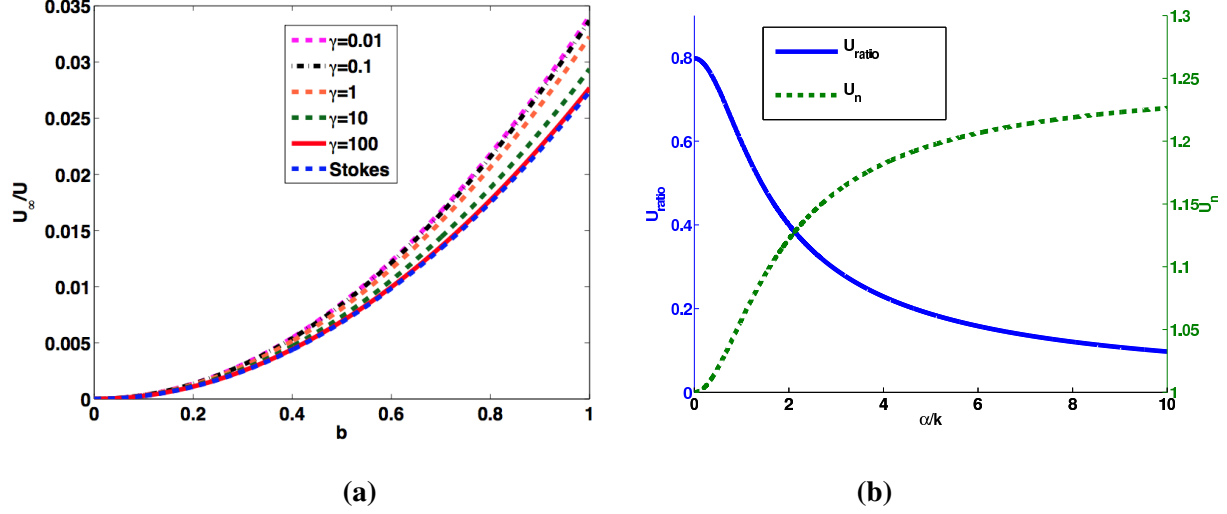 0.035
0.03
0.025
0.02
0.015
0.01
0.005
0
U∞/U
γ=0.01
γ=0.1
γ=1
γ=10
γ=100
Stokes
0 0.2 0.4 0.6 0.8 1
b
(a)
0.8
0.6
0.4
0.2
0
U_ratio
U_ratio
U_n
1.3
1.25
1.2
1.15
1.1
1.05
1
U_n
0 2 4 6 8 10
α/k
(b)